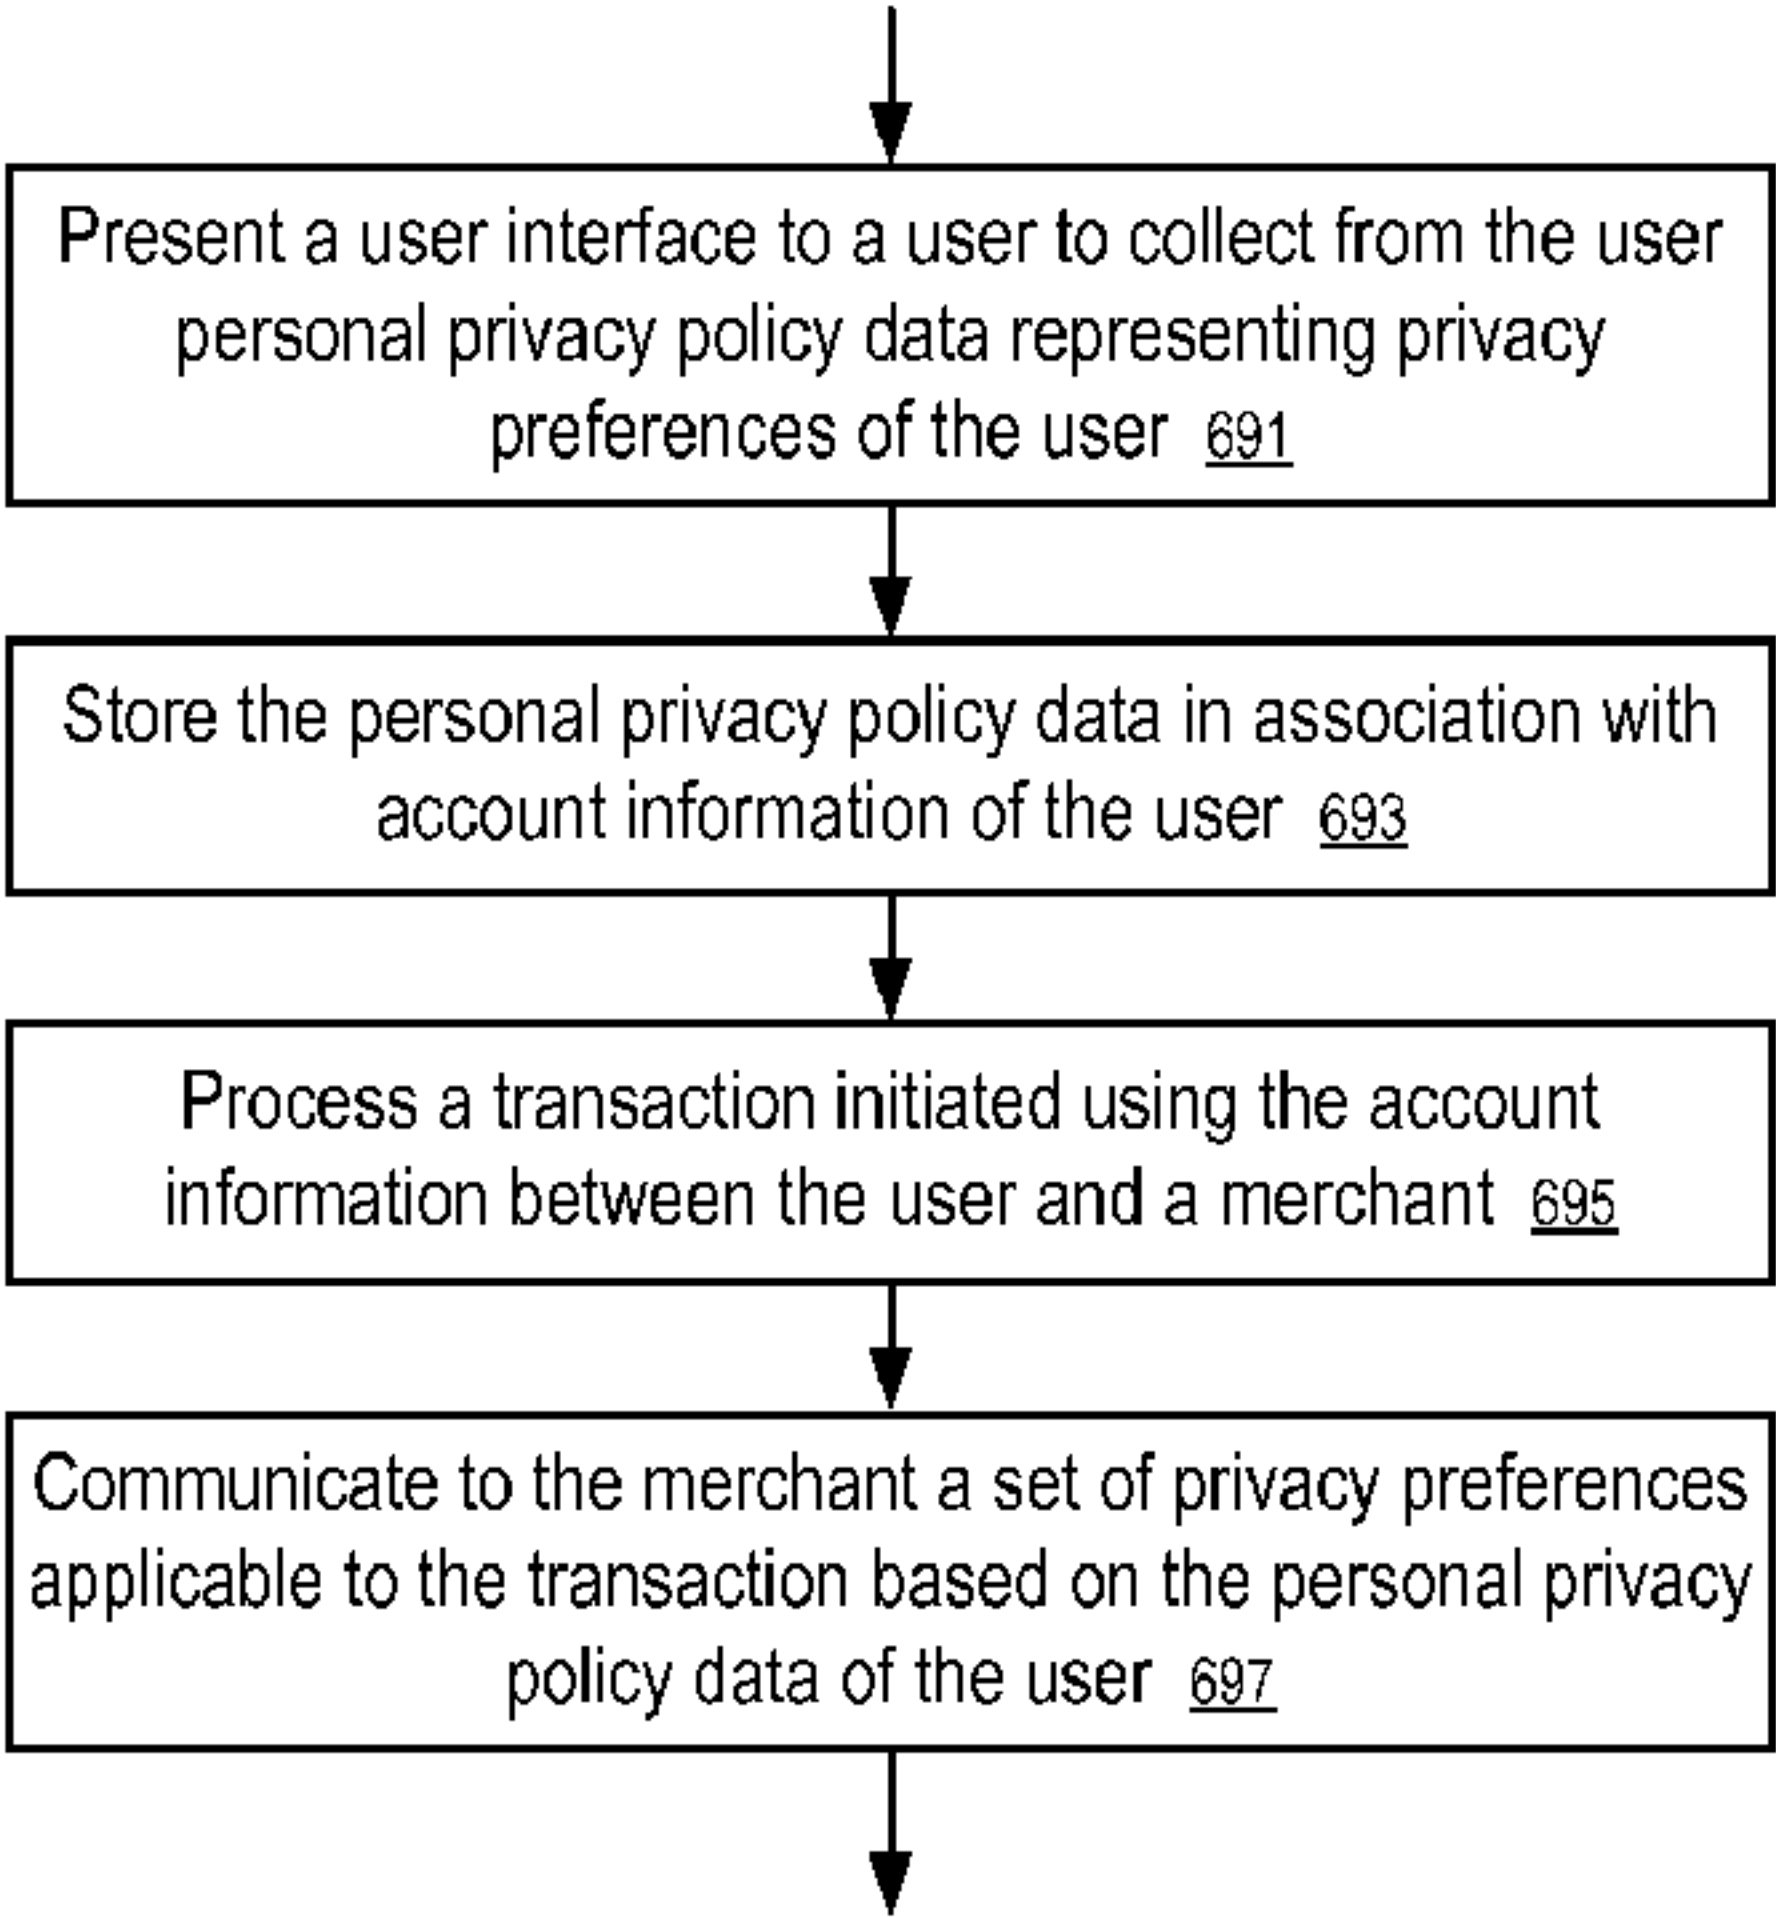 Present a user interface to a user to collect from the user
personal privacy policy data representing privacy
preferences of the user 691
Store the personal privacy policy data in association with
account information of the user 693
Process a transaction initiated using the account
information between the user and a merchant 695
Communicate to the merchant a set of privacy preferences
applicable to the transaction based on the personal privacy
policy data of the user 697